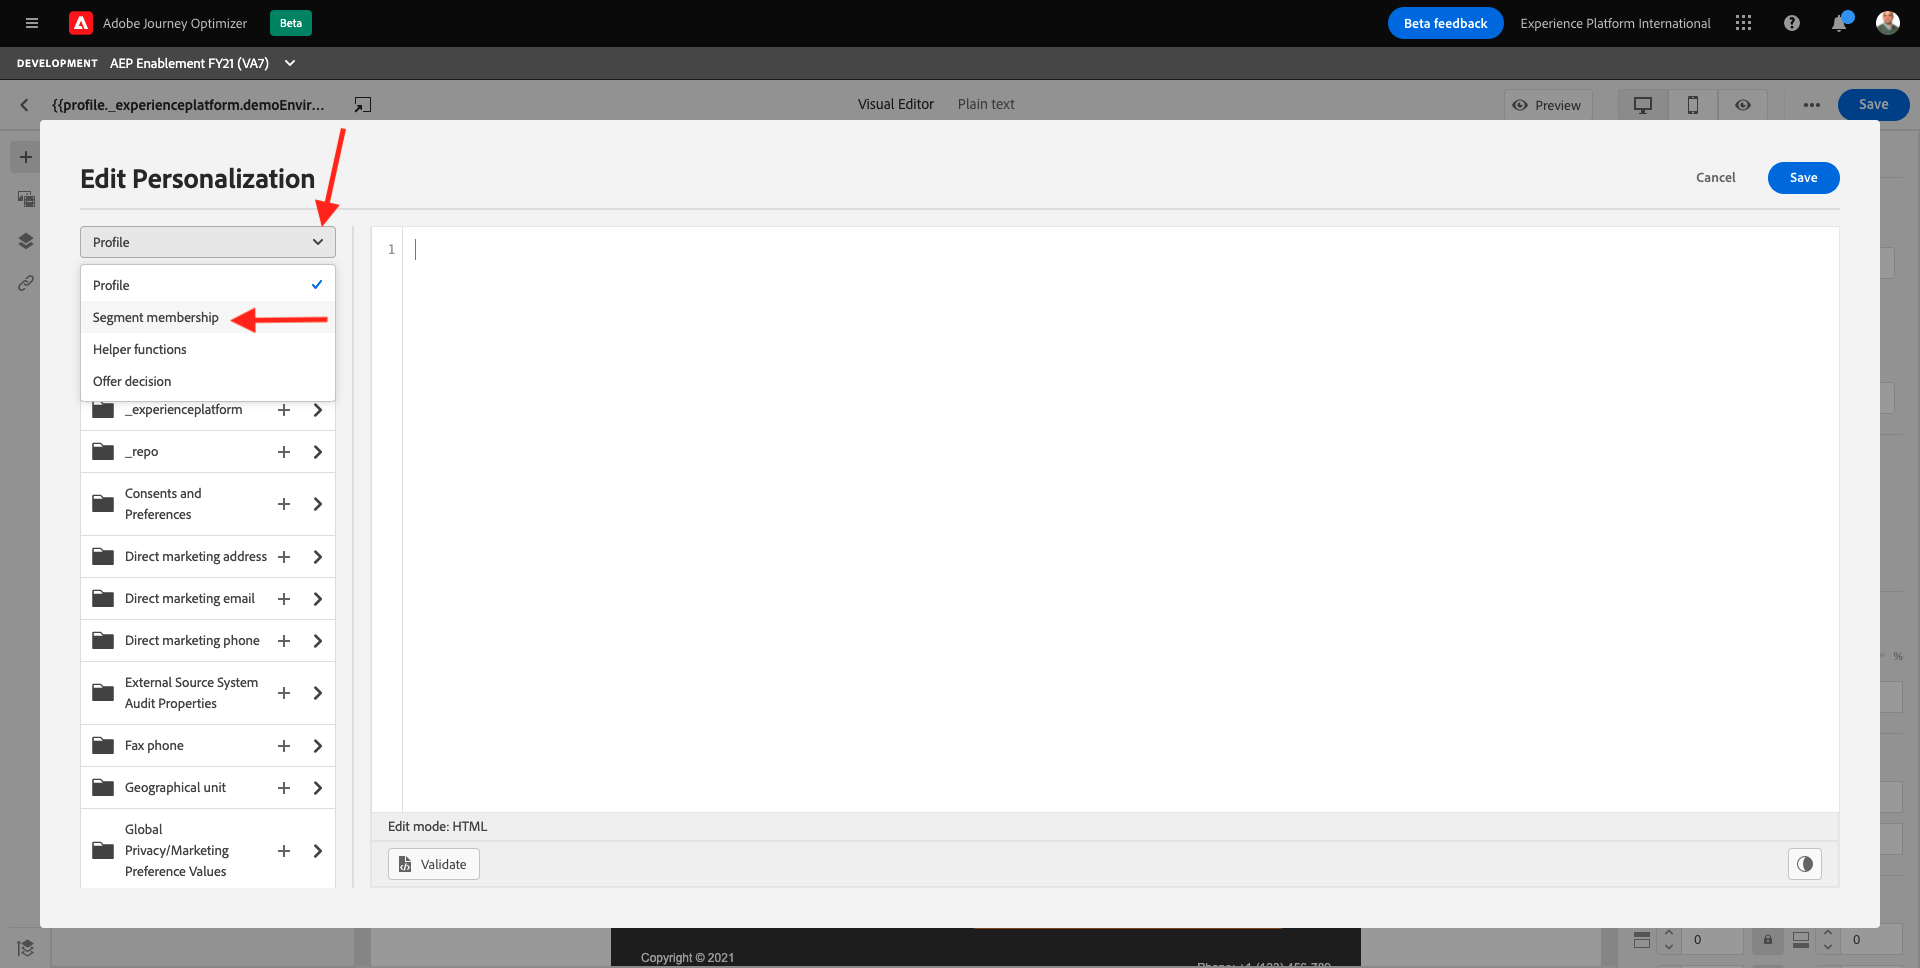 Adobe Journey Optimizer
Beta
Beta feedback
Experience Platform International
DEVELOPMENT
AEP Enablement FY21 (VA7)
{{profile._experienceplatform.demoEnvir...
Visual Editor
Plain text
Preview
Save
Edit Personalization
Cancel
Save
Profile
Profile
Segment membership
Helper functions
Offer decision
_experienceplatform
_repo
Consents and
Preferences
Direct marketing address
Direct marketing email
Direct marketing phone
External Source System
Audit Properties
Fax phone
Geographical unit
Global
Privacy/Marketing
Preference Values
1
Edit mode: HTML
Validate
%
Copyright © 2021
Phone: +1 (123) 456-789
0
0